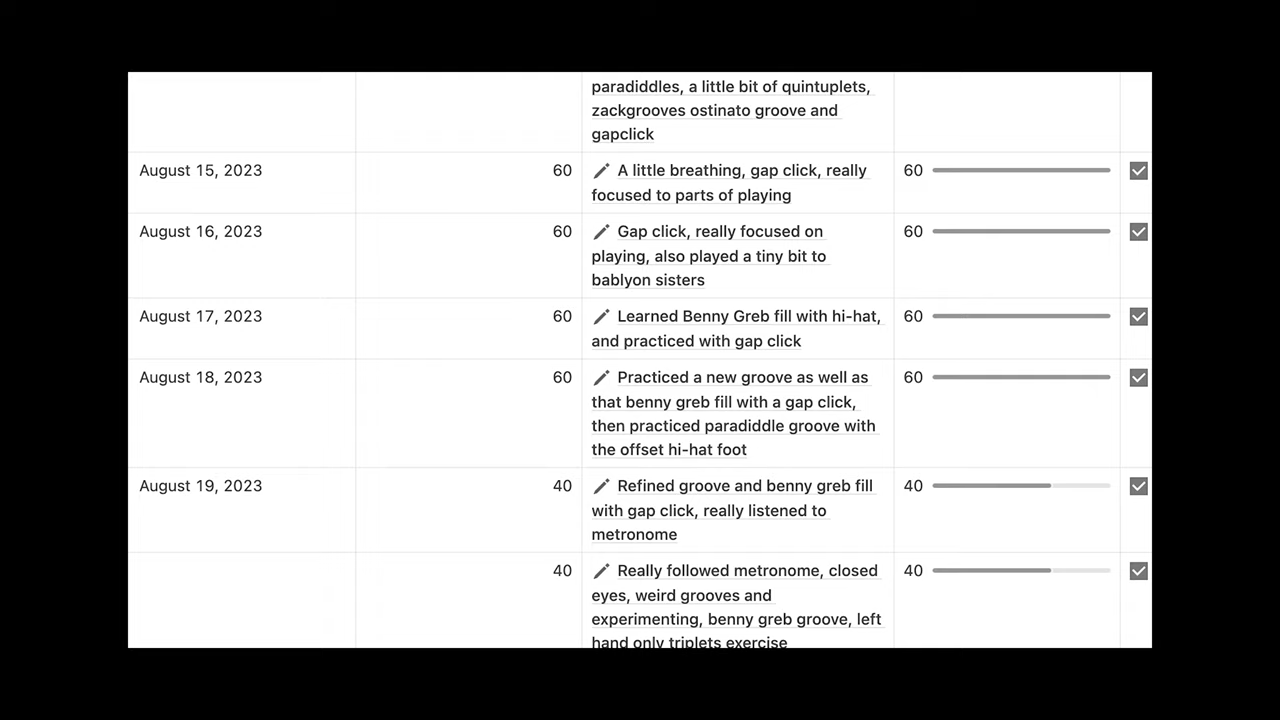 paradiddles, a little bit of quintuplets,
zackgrooves ostinato groove and
gapclick
August 15, 2023 60 A little breathing, gap click, really 60
focused to parts of playing
August 16, 2023 60 Gap click, really focused on 60
playing, also played a tiny bit to
bablyon sisters
August 17, 2023 60 Learned Benny Greb fill with hi-hat, 60
and practiced with gap click
August 18, 2023 60 Practiced a new groove as well as 60
that benny greb fill with a gap click,
then practiced paradiddle groove with
the offset hi-hat foot
August 19, 2023 40 Refined groove and benny greb fill 40
with gap click, really listened to
metronome
40 Really followed metronome, closed 40
eyes, weird grooves and
experimenting, benny greb groove, left
hand only triplets exercise